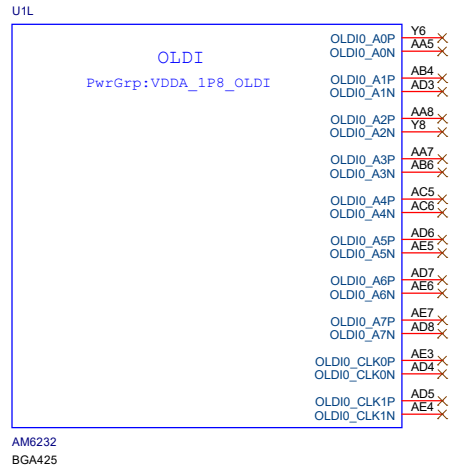 U1L
OLDI
PwrGrp:VDDA_1P8_OLDI
OLDI0_A0P Y6
OLDI0_A0N AA5
OLDI0_A1P AB4
OLDI0_A1N AD3
OLDI0_A2P AA8
OLDI0_A2N Y8
OLDI0_A3P AA7
OLDI0_A3N AB6
OLDI0_A4P AC5
OLDI0_A4N AC6
OLDI0_A5P AD6
OLDI0_A5N AE5
OLDI0_A6P AD7
OLDI0_A6N AE6
OLDI0_A7P AE7
OLDI0_A7N AD8
OLDI0_CLK0P AE3
OLDI0_CLK0N AD4
OLDI0_CLK1P AD5
OLDI0_CLK1N AE4
AM6232
BGA425